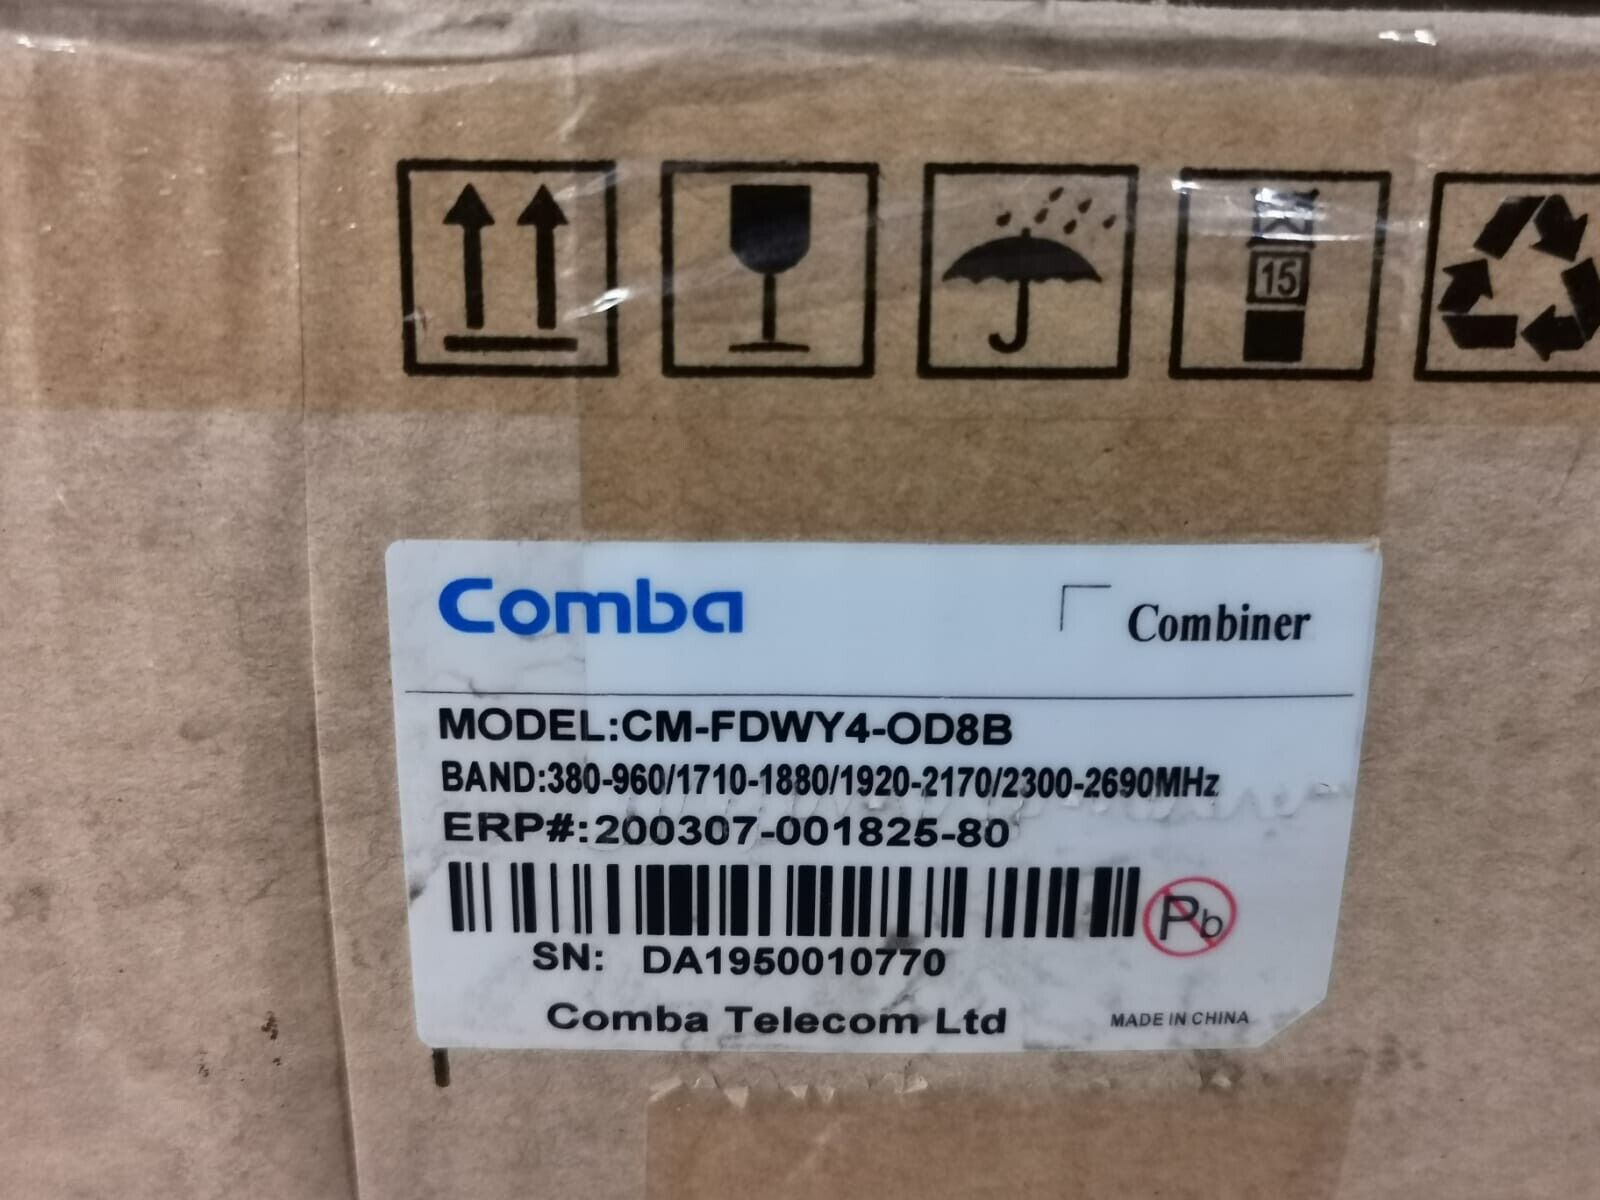 15
Comba
Combiner
MODEL:CM-FDWY4-OD8B
BAND:380-960/1710-1880/1920-2170/2300-2690MHz
ERP#:200307-001825-80
Pb
SN: DA1950010770
Comba Telecom Ltd
MADE IN CHINA